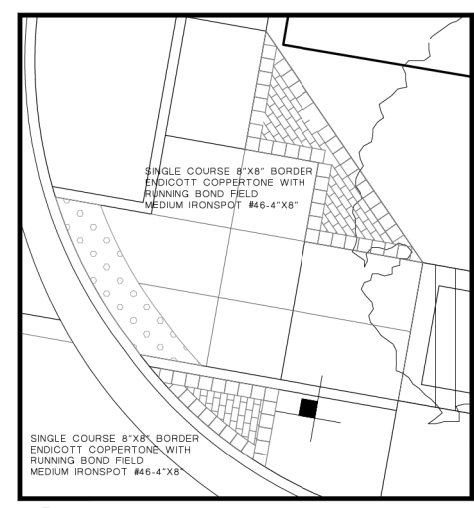 SINGLE COURSE 8"X8" BORDER
ENDICOTT COPPERTONE WITH
RUNNING BOND FIELD
MEDIUM IRONSPOT #46-4"X8"
SINGLE COURSE 8"X8" BORDER
ENDICOTT COPPERTONE WITH
RUNNING BOND FIELD
MEDIUM IRONSPOT #46-4"X8"